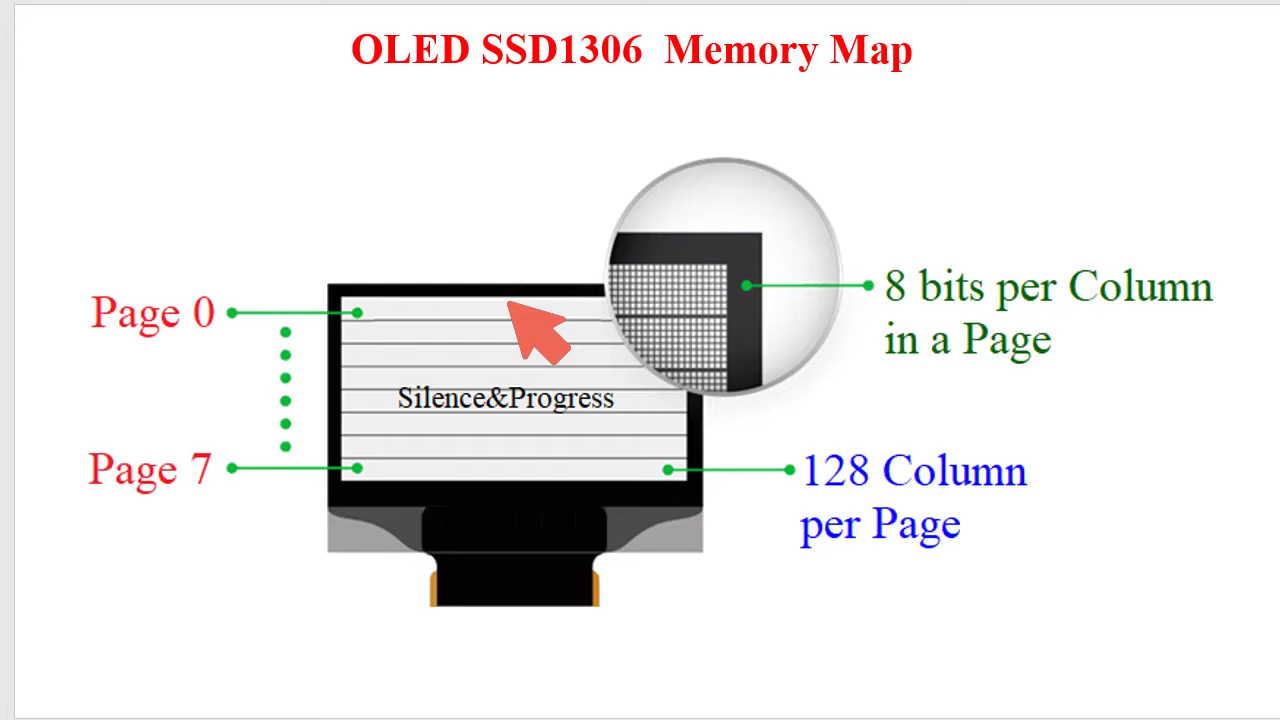 OLED SSD1306  Memory Map
Page 0
8 bits per Column
in a Page
Silence&Progress
Page 7
128 Column
per Page